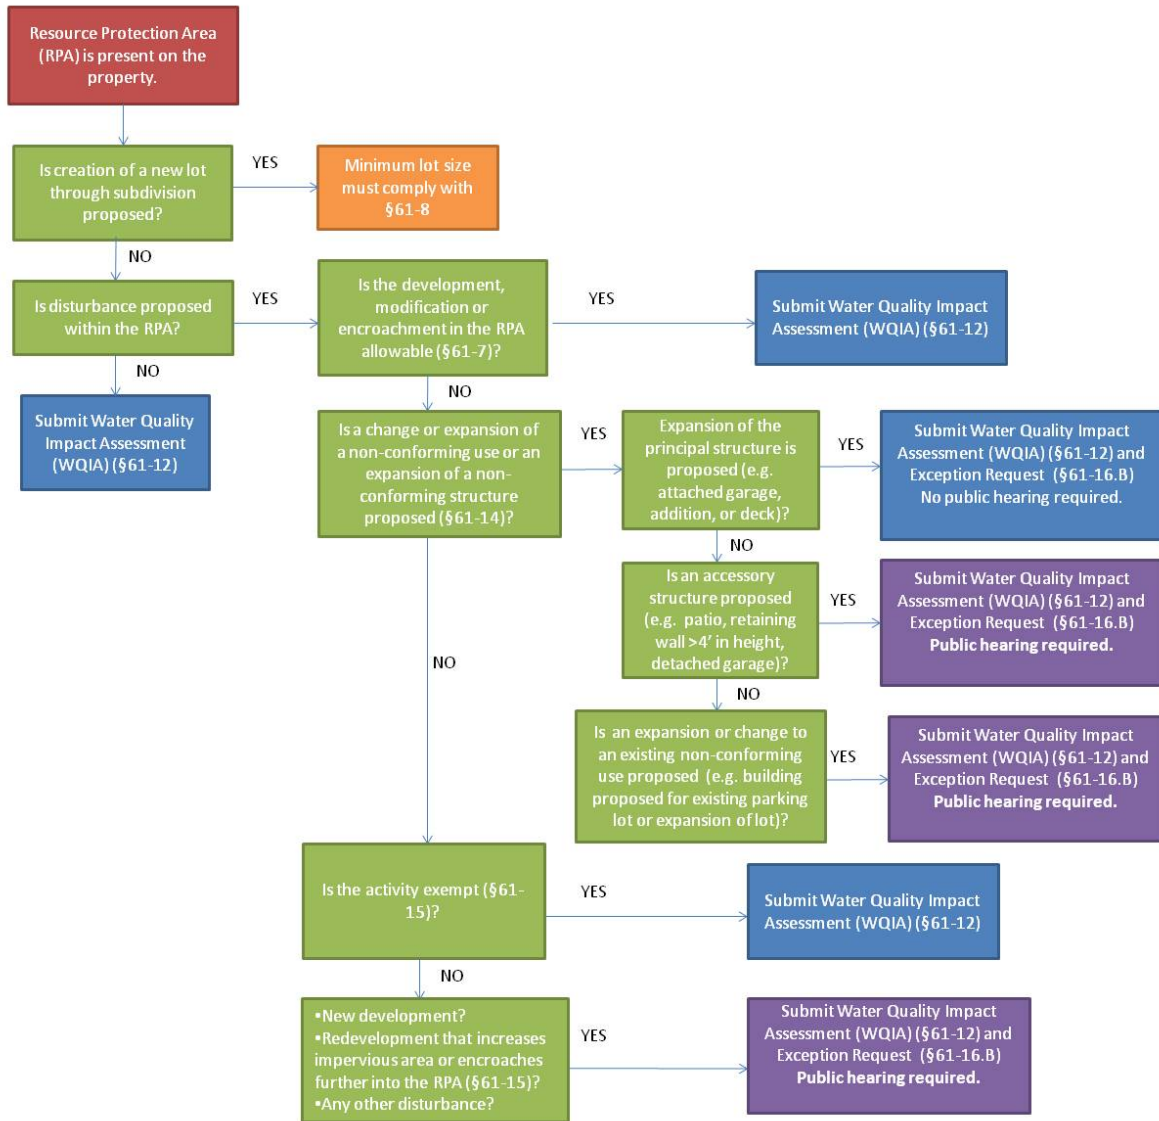 Resource Protection Area
(RPA) is present on the
property.
Is creation of a new lot
through subdivision
proposed?
YES
Minimum lot size
must comply with
§61-8
NO
Is disturbance proposed
within the RPA?
YES
Is the development,
modification or
encroachment in the RPA
allowable (§61-7)?
YES
Submit Water Quality Impact
Assessment (WQIA) (§61-12)
NO
Submit Water Quality
Impact Assessment
(WQIA) (§61-12)
NO
Is a change or expansion of
a non-conforming use or an
expansion of a non-
conforming structure
proposed (§61-14)?
YES
Expansion of the
principal structure is
proposed (e.g.
attached garage,
addition, or deck)?
YES
Submit Water Quality Impact
Assessment (WQIA) (§61-12) and
Exception Request (§61-16.B)
No public hearing required.
NO
Is an accessory
structure proposed
(e.g. patio, retaining
wall >4' in height,
detached garage)?
YES
Submit Water Quality Impact
Assessment (WQIA) (§61-12) and
Exception Request (§61-16.B)
Public hearing required.
NO
Is an expansion or change to
an existing non-conforming
use proposed (e.g. building
proposed for existing parking
lot or expansion of lot)?
YES
Submit Water Quality Impact
Assessment (WQIA) (§61-12) and
Exception Request (§61-16.B)
Public hearing required.
NO
Is the activity exempt (§61-
15)?
YES
Submit Water Quality Impact
Assessment (WQIA) (§61-12)
NO
•New development?
•Redevelopment that increases
impervious area or encroaches
further into the RPA (§61-15)?
•Any other disturbance?
YES
Submit Water Quality Impact
Assessment (WQIA) (§61-12) and
Exception Request (§61-16.B)
Public hearing required.